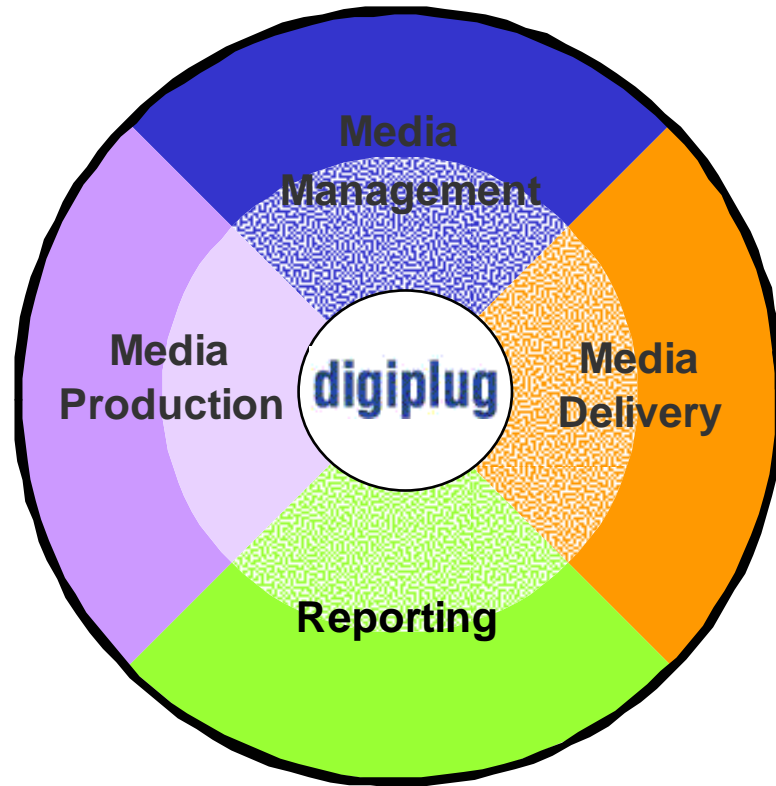 Media
Management
Media
Production
digiplug
Media
Delivery
Reporting